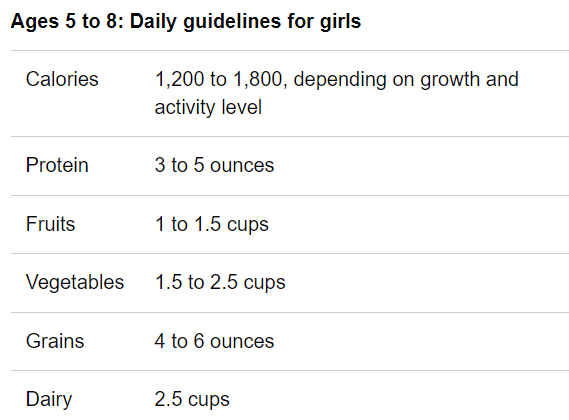 Ages 5 to 8: Daily guidelines for girls
Calories 1,200 to 1,800, depending on growth and
activity level
Protein 3 to 5 ounces
Fruits 1 to 1.5 cups
Vegetables 1.5 to 2.5 cups
Grains 4 to 6 ounces
Dairy 2.5 cups